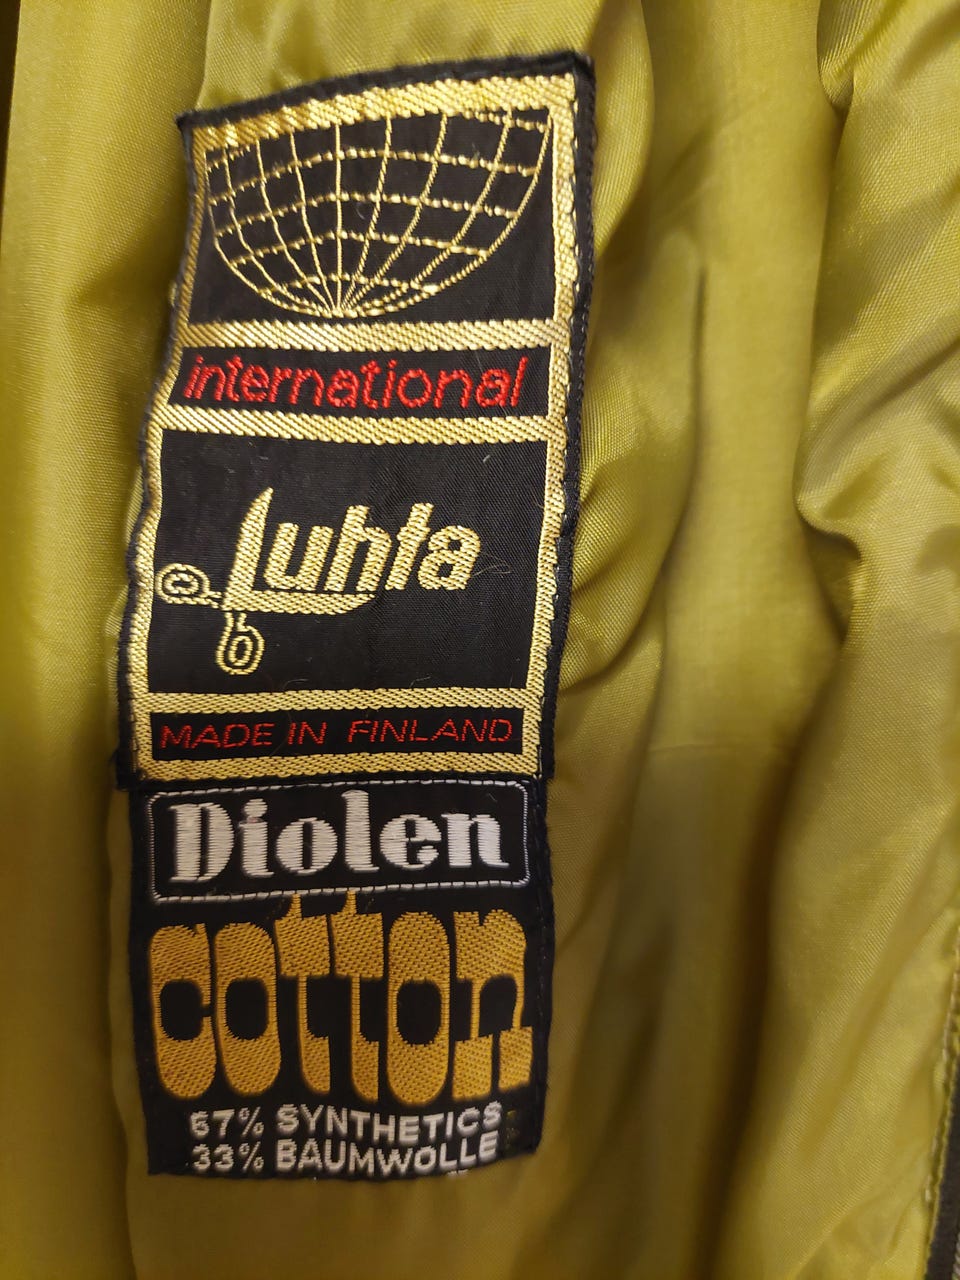 international
Luhta
MADE IN FINLAND
Diolen
cotton
67% SYNTHETICS
33% BAUMWOLLE